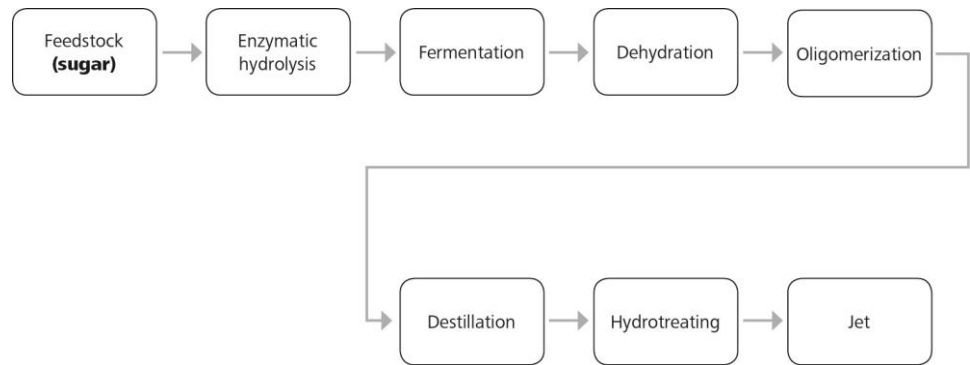 Feedstock
(sugar)
Enzymatic
hydrolysis
Fermentation
Dehydration
Oligomerization
Destillation
Hydrotreating
Jet